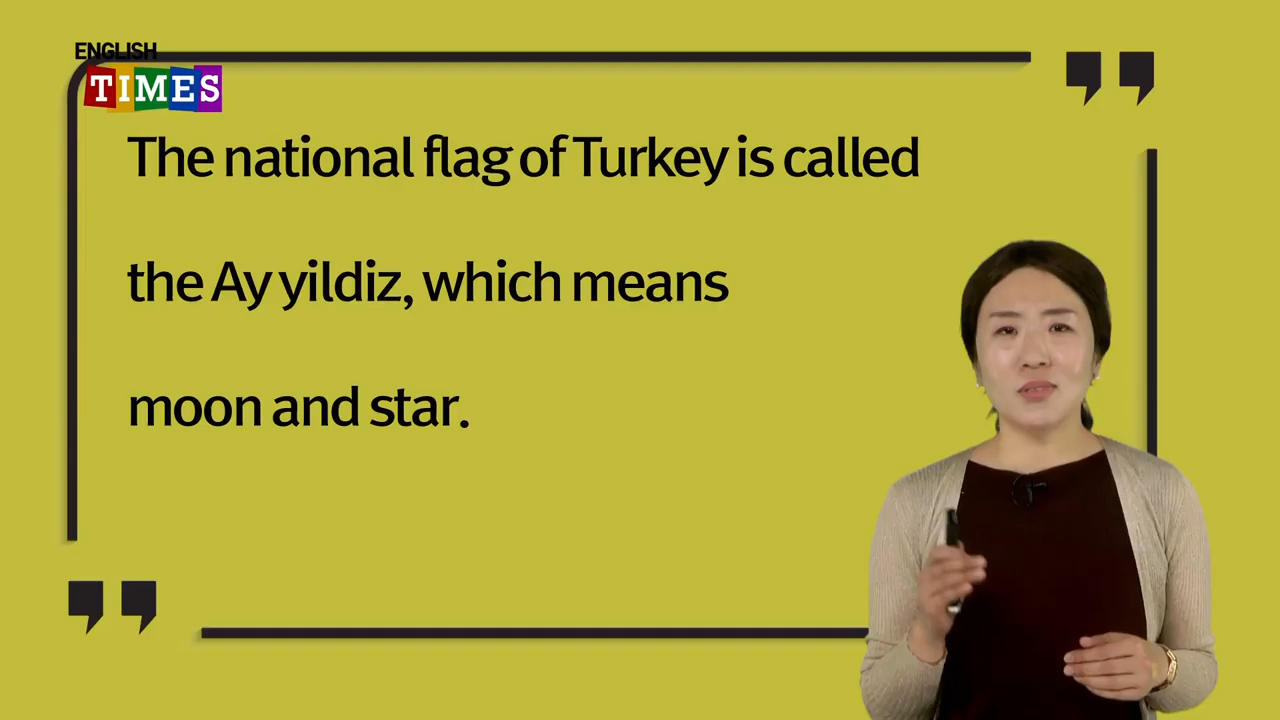 ENGLISH
TIMES
The national flag of Turkey is called
the Ay yildiz, which means
moon and star.